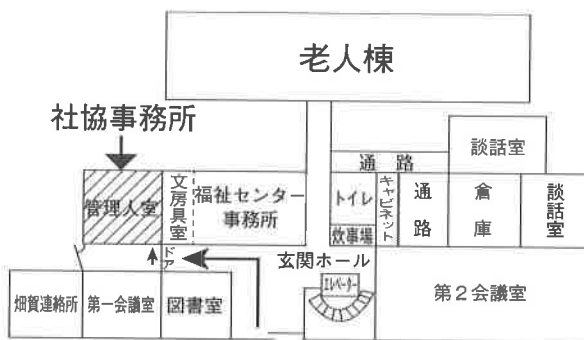 老人棟
社協事務所
通路
談話室
管理人室
文房具室
福祉センター
事務所
トイレ
炊事場
キャビネット
通路
倉庫
談話室
ドア
玄関ホール
エレベーター
畑賀連絡所
第一会議室
図書室
第2会議室